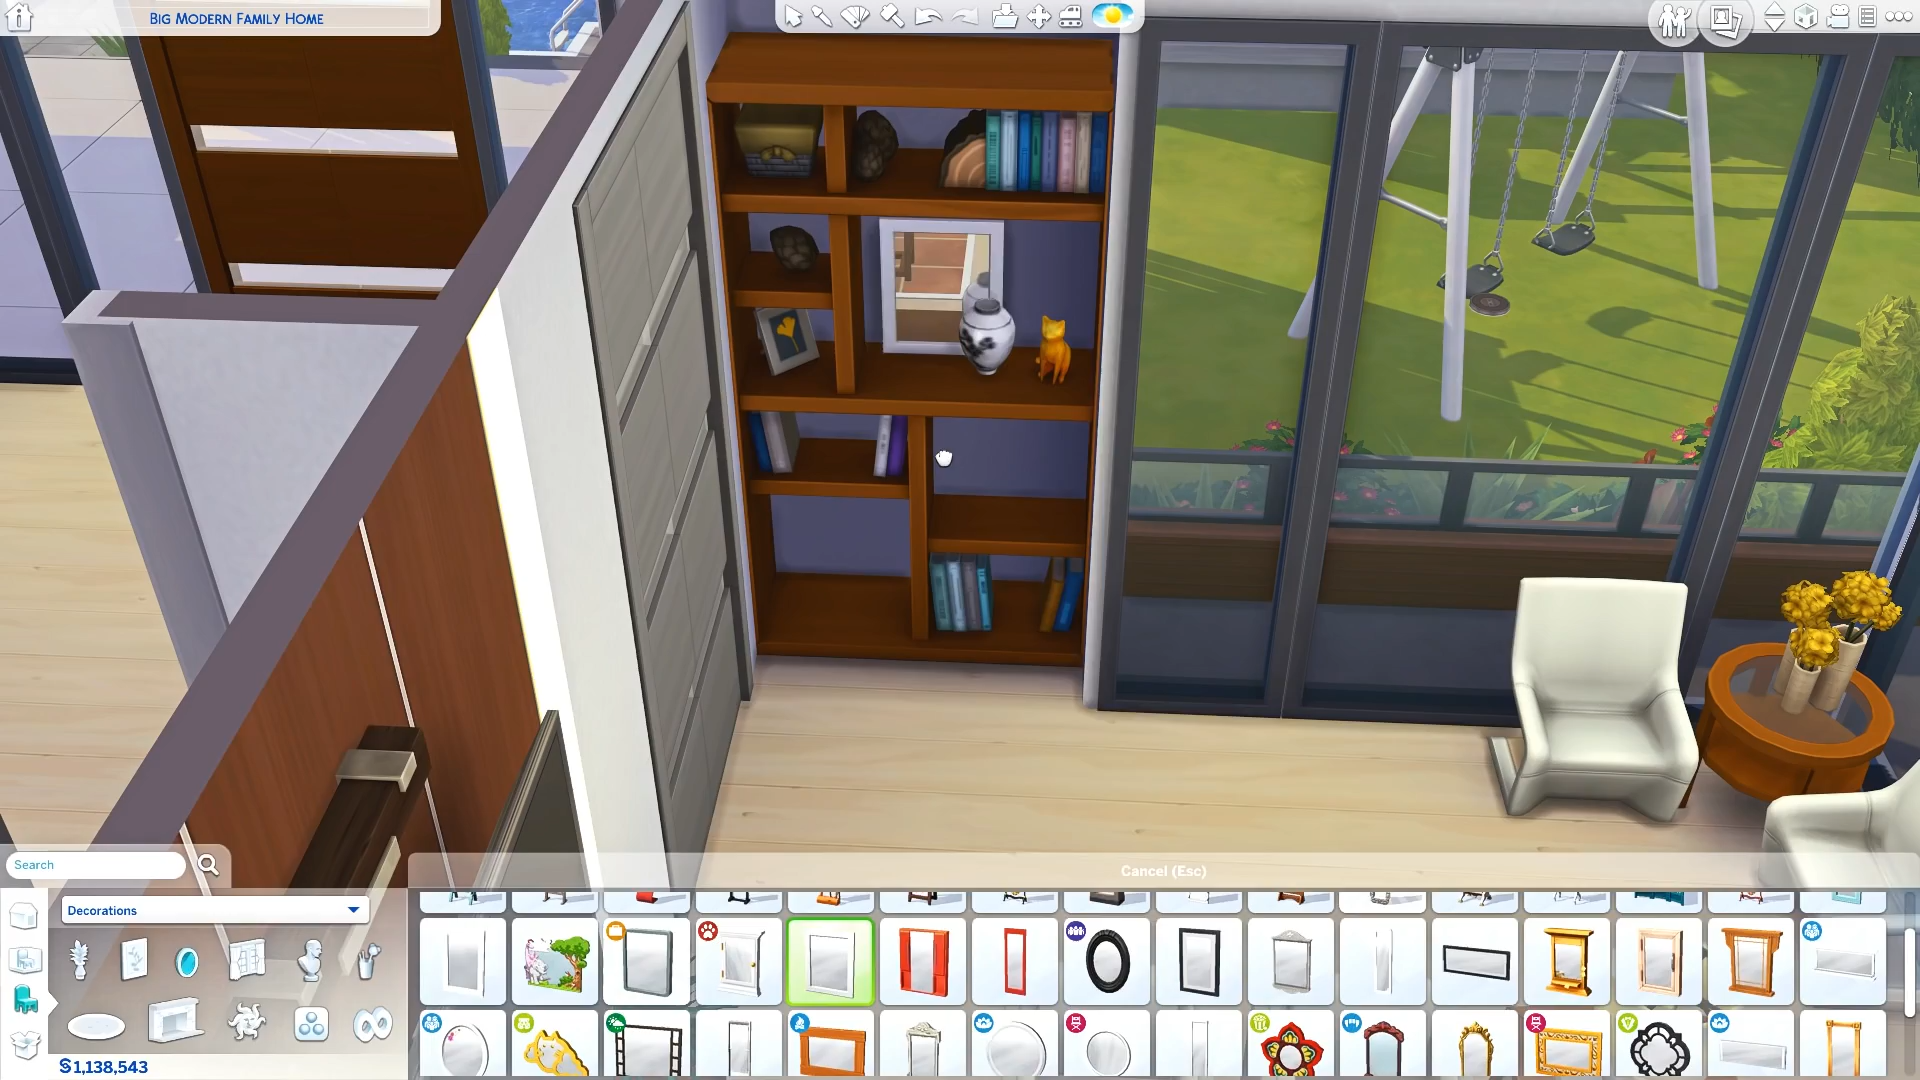 BIG MODERN FAMILY HOME
Cancel (Esc)
Search
Decorations
§1,138,543